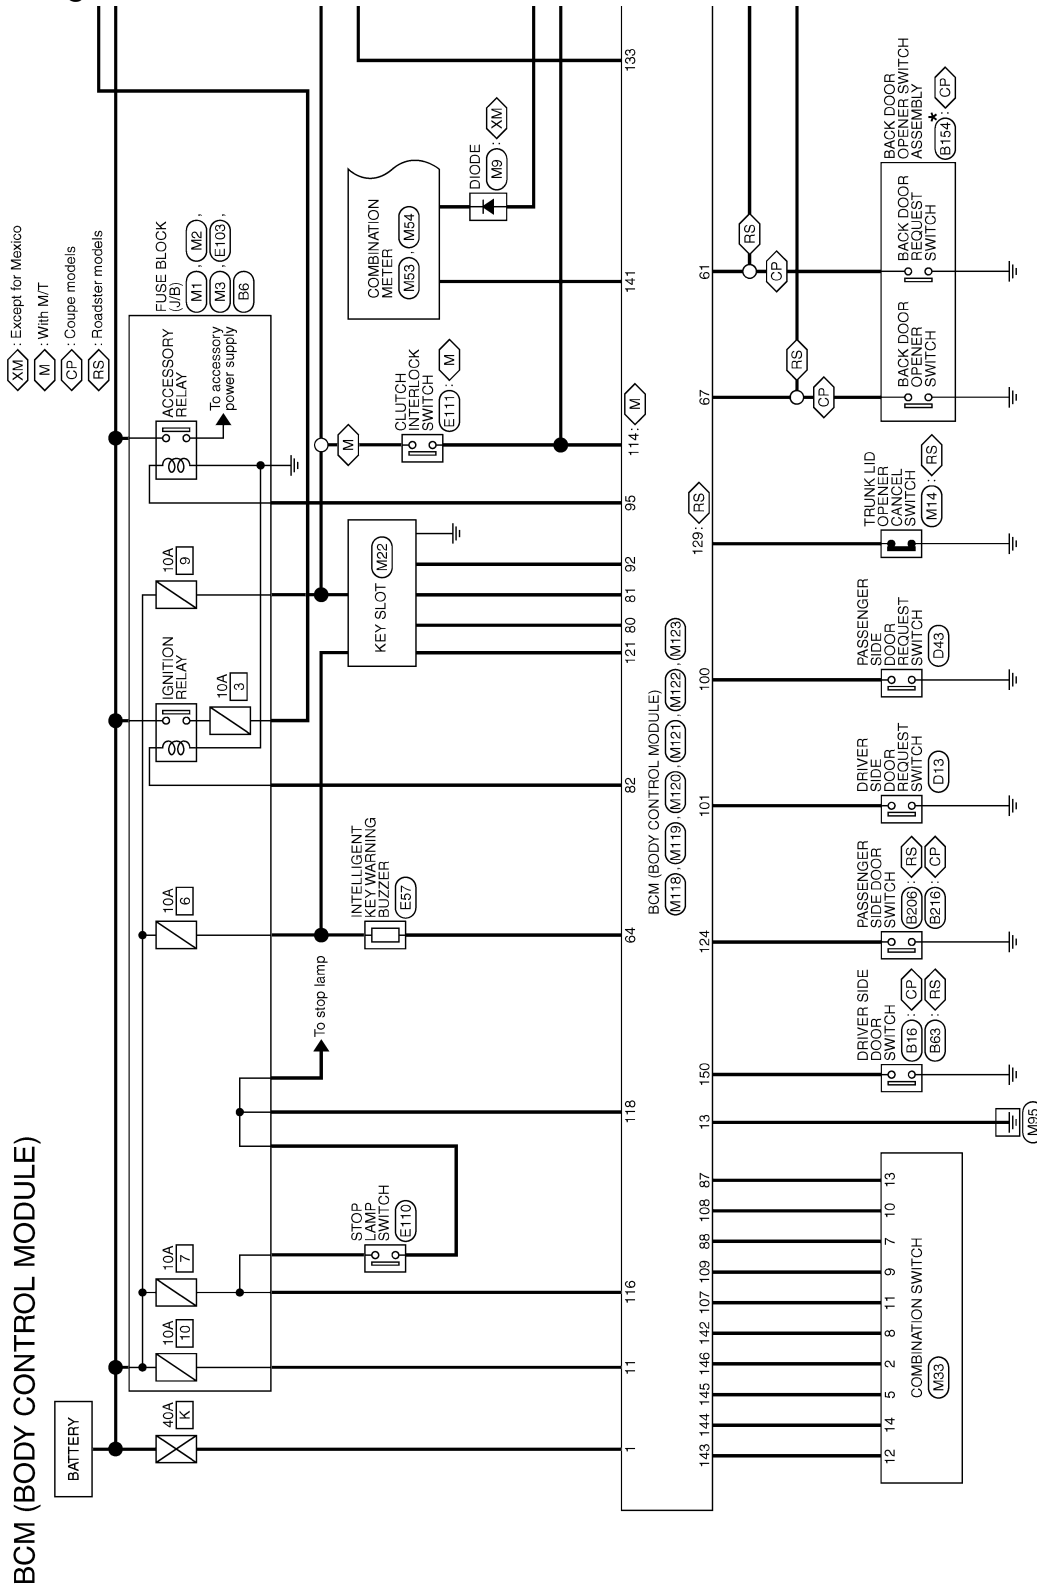 BCM (BODY CONTROL MODULE)
XM : Except for Mexico
M : With M/T
CP : Coupe models
RS : Roadster models
BATTERY
40A
K
10A
10
10A
7
10A
6
IGNITION
RELAY
10A
3
10A
9
ACCESSORY
RELAY
To accessory
power supply
FUSE BLOCK
(J/B)
M1 , M2 ,
M3 , E103 ,
B6
STOP
LAMP
SWITCH
E110
To stop lamp
INTELLIGENT
KEY WARNING
BUZZER
E57
KEY SLOT M22
M
CLUTCH
INTERLOCK
SWITCH
E111 : M
COMBINATION
METER
M53 , M54
DIODE
M9 : XM
1
11
116
118
64
82
121
80
81
92
95
114: M
141
133
BCM (BODY CONTROL MODULE)
M118 , M119 , M120 , M121 , M122 , M123
143
144
145
146
142
107
109
88
108
87
13
150
124
101
100
129: RS
67
61
12
14
5
2
8
11
9
7
10
13
COMBINATION SWITCH
M33
M95
DRIVER SIDE
DOOR
SWITCH
B16 : CP
B63 : RS
PASSENGER
SIDE DOOR
SWITCH
B206 : RS
B216 : CP
DRIVER
SIDE
DOOR
REQUEST
SWITCH
D13
PASSENGER
SIDE
DOOR
REQUEST
SWITCH
D43
TRUNK LID
OPENER
CANCEL
SWITCH
M14 : RS
RS
CP
RS
CP
BACK DOOR
OPENER
SWITCH
BACK DOOR
REQUEST
SWITCH
BACK DOOR
OPENER SWITCH
ASSEMBLY
B154 * : CP